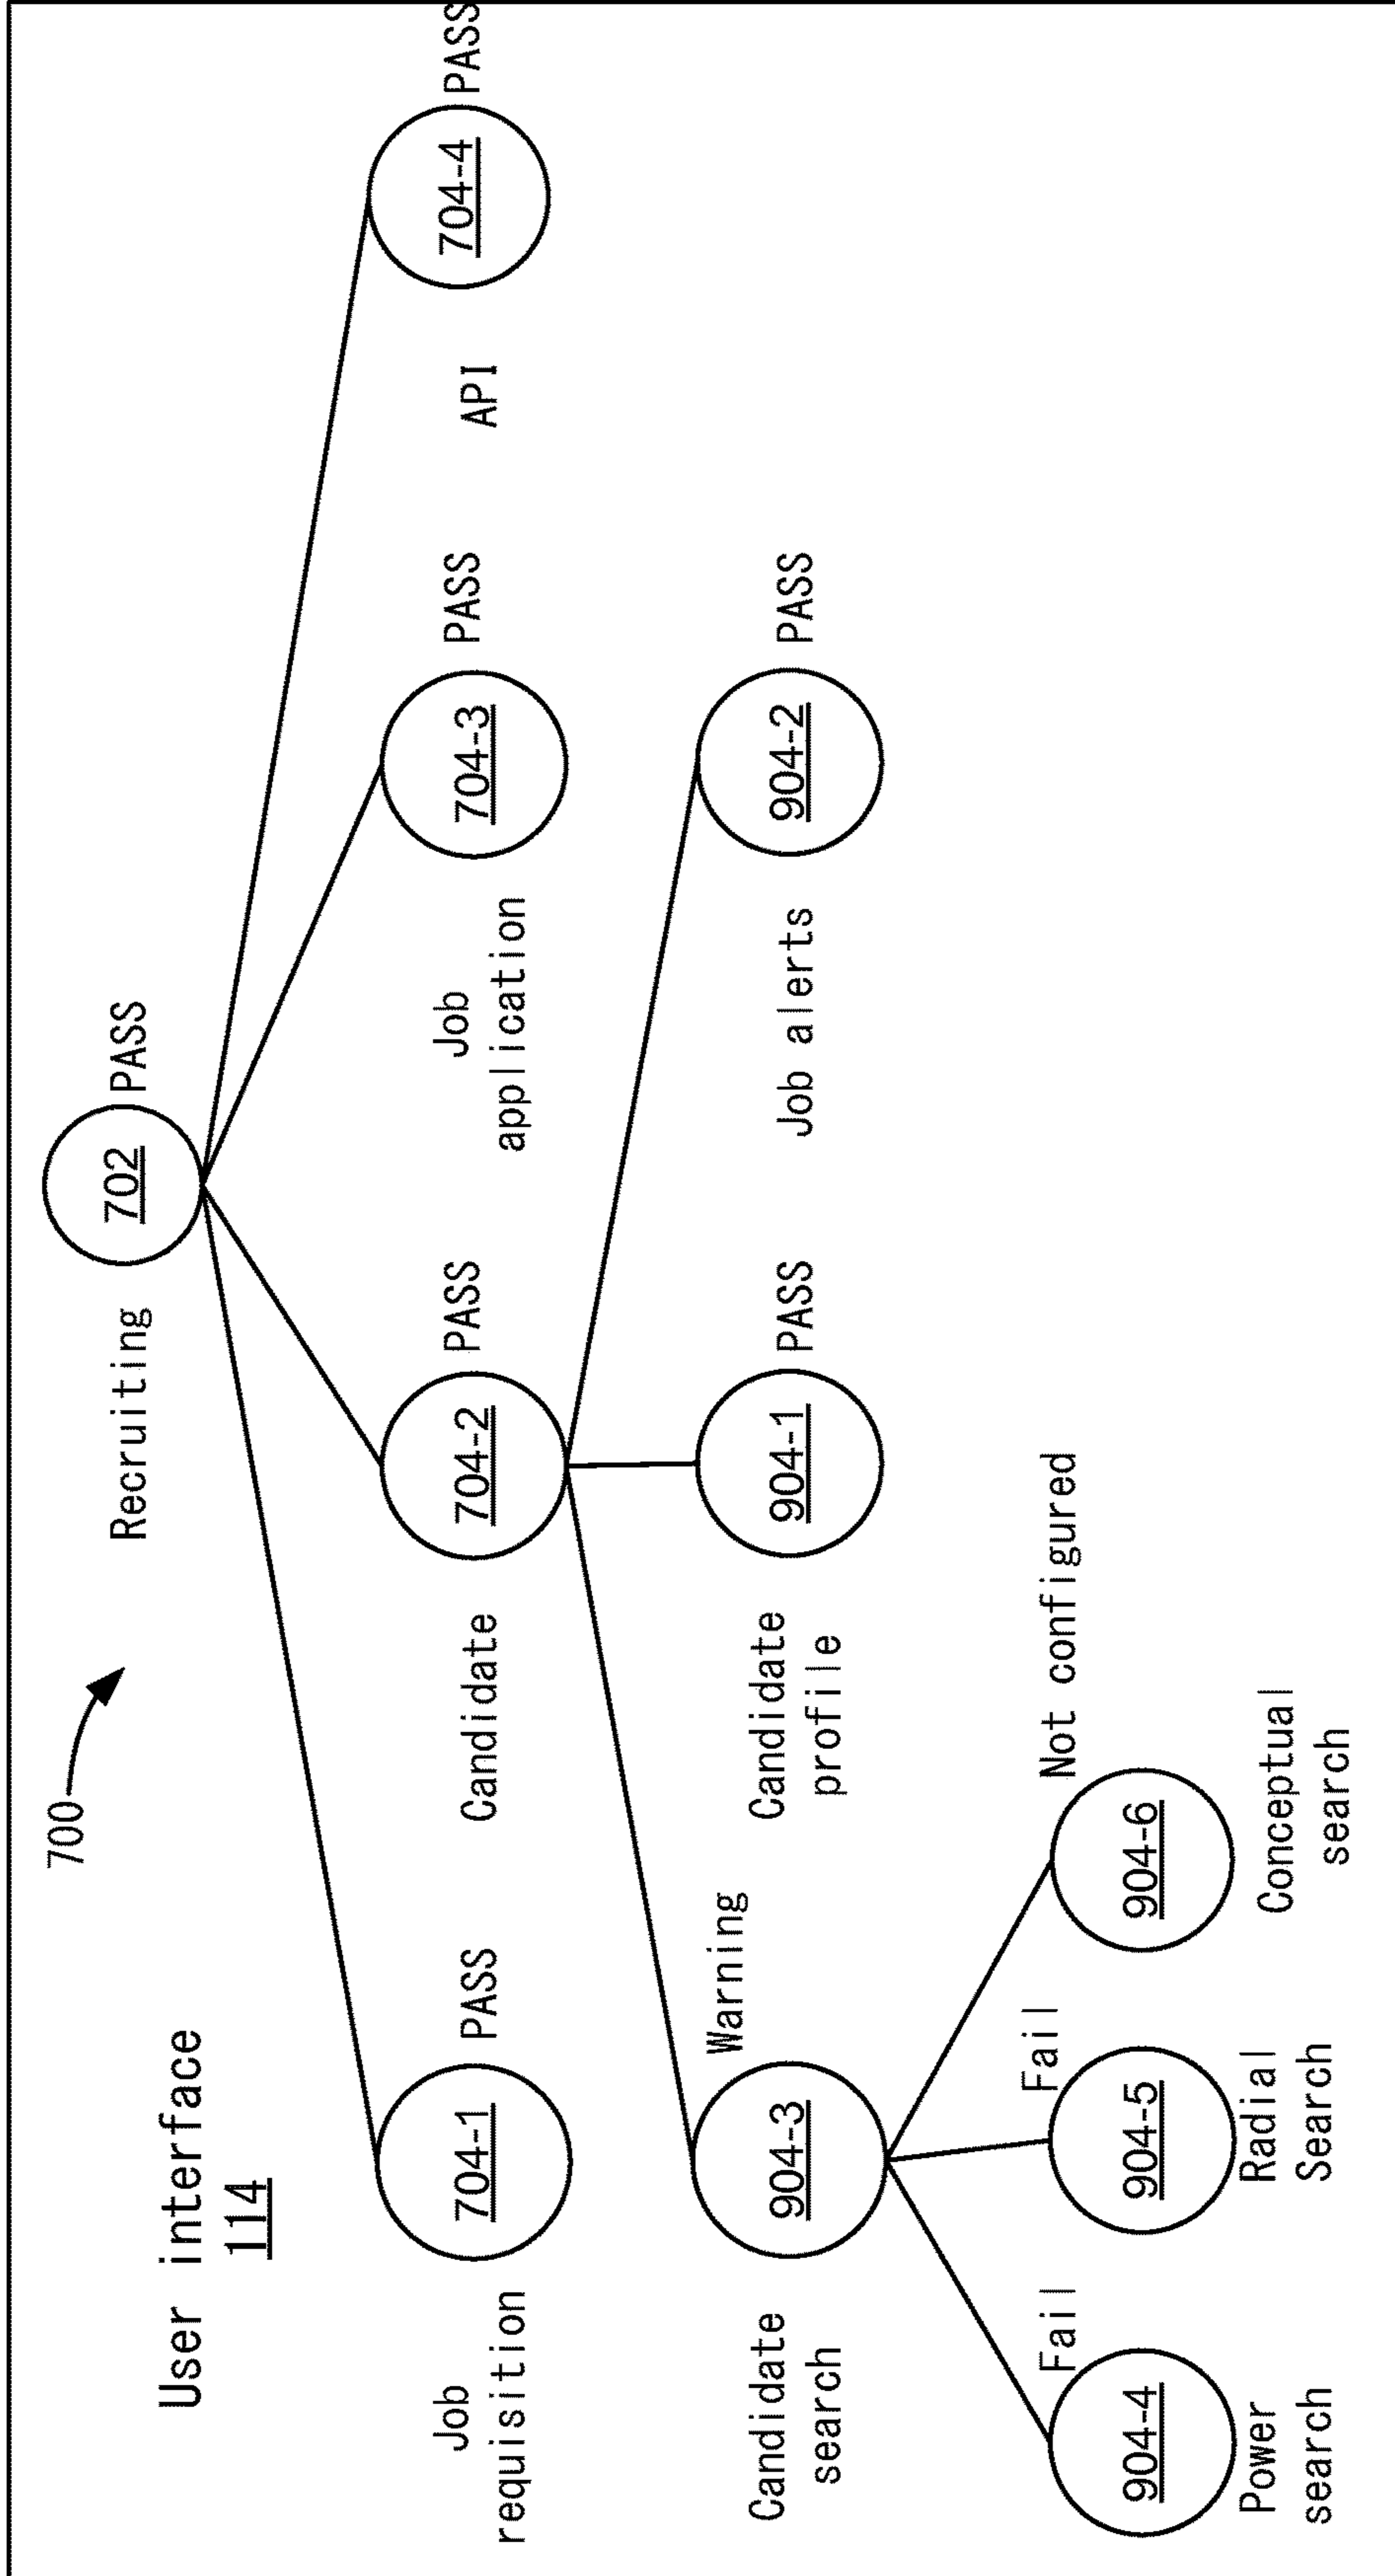 User interface
114
700
Recruiting
702
PASS
Job
requisition
704-1
PASS
Candidate
704-2
PASS
Job
application
704-3
PASS
API
704-4
PASS
Candidate
search
904-3
Warning
Candidate
profile
904-1
PASS
Job alerts
904-2
PASS
Fail
904-4
Power
search
Fail
904-5
Radial
Search
Not configured
904-6
Conceptual
search